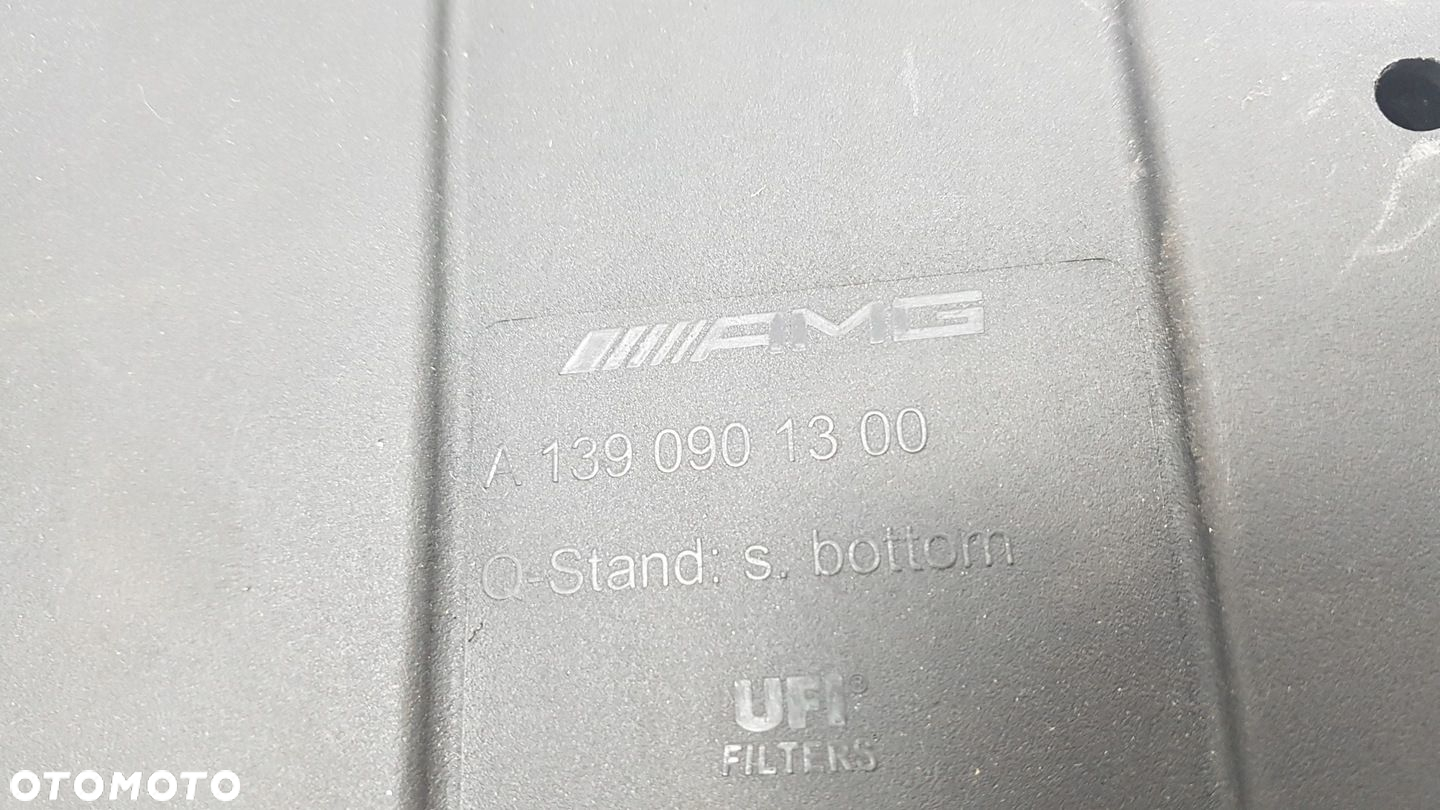 AMG
A 139 090 13 00
Q-Stand: s. bottom
UFI®
FILTERS
OTOMOTO